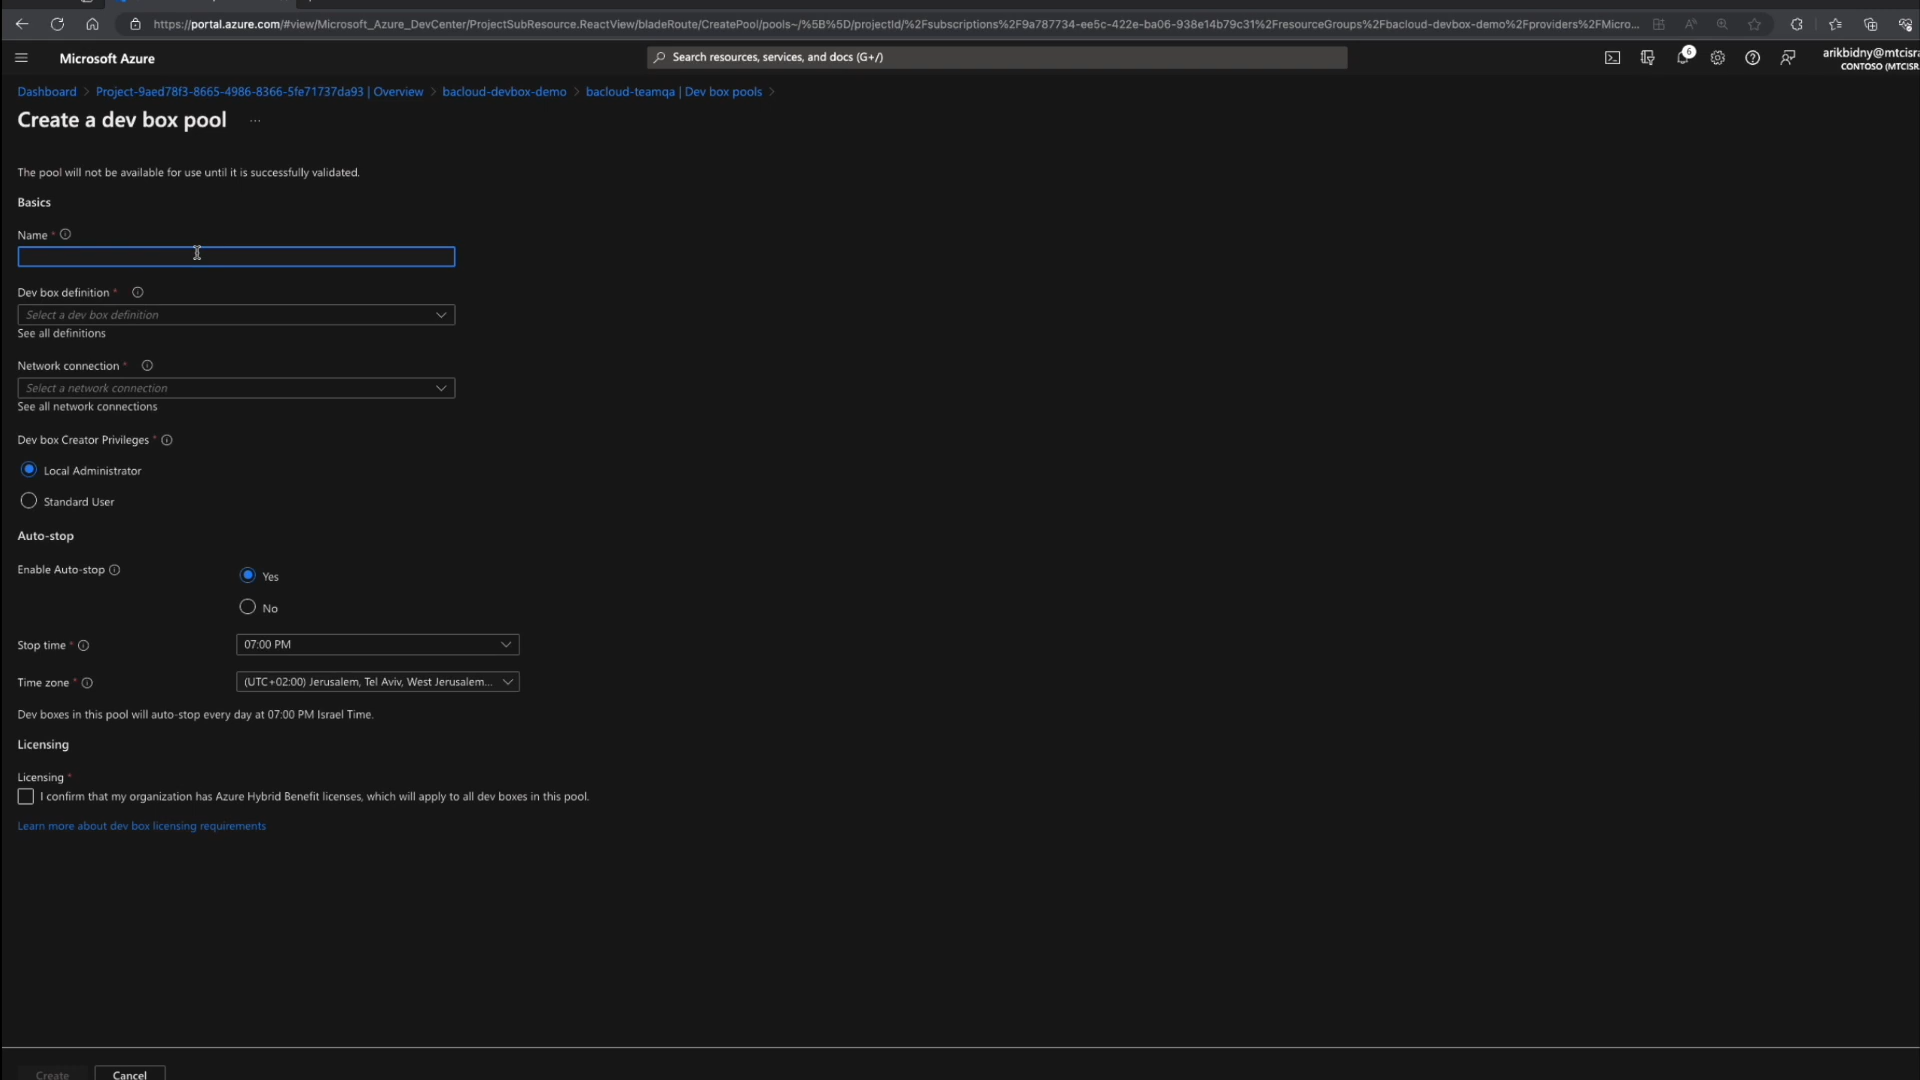 https://portal.azure.com/#view/Microsoft_Azure_DevCenter/ProjectSubResource.ReactView/bladeRoute/CreatePool/pools~/%5B%5D/projectId/%2Fsubscriptions%2F9a787734-ee5c-422e-ba06-938e14b79c31%2FresourceGroups%2Fbacloud-devbox-demo%2Fproviders%2FMicro...
Microsoft Azure
Search resources, services, and docs (G+/)
6
arikbidny@mtcisra
CONTOSO (MTCISR.
Dashboard > Project-9aed78f3-8665-4986-8366-5fe71737da93 | Overview > bacloud-devbox-demo > bacloud-teamqa | Dev box pools >
Create a dev box pool ...
The pool will not be available for use until it is successfully validated.
Basics
Name *
Dev box definition *
Select a dev box definition
See all definitions
Network connection *
Select a network connection
See all network connections
Dev box Creator Privileges *
Local Administrator
Standard User
Auto-stop
Enable Auto-stop
Yes
No
Stop time * 07:00 PM
Time zone * (UTC+02:00) Jerusalem, Tel Aviv, West Jerusalem...
Dev boxes in this pool will auto-stop every day at 07:00 PM Israel Time.
Licensing
Licensing *
I confirm that my organization has Azure Hybrid Benefit licenses, which will apply to all dev boxes in this pool.
Learn more about dev box licensing requirements
Create
Cancel